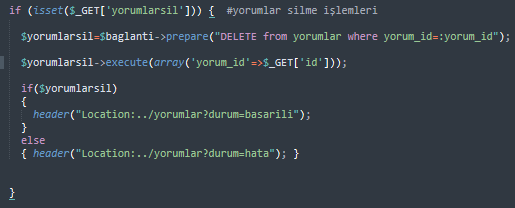 if (isset($_GET['yorumlarsil'])) {  #yorumlar silme işlemleri
$yorumlarsil=$baglanti->prepare("DELETE from yorumlar where yorum_id=:yorum_id");
$yorumlarsil->execute(array('yorum_id'=>$_GET['id']));
if($yorumlarsil)
{
header("Location:../yorumlar?durum=basarili");
}
else
{ header("Location:../yorumlar?durum=hata"); }
}